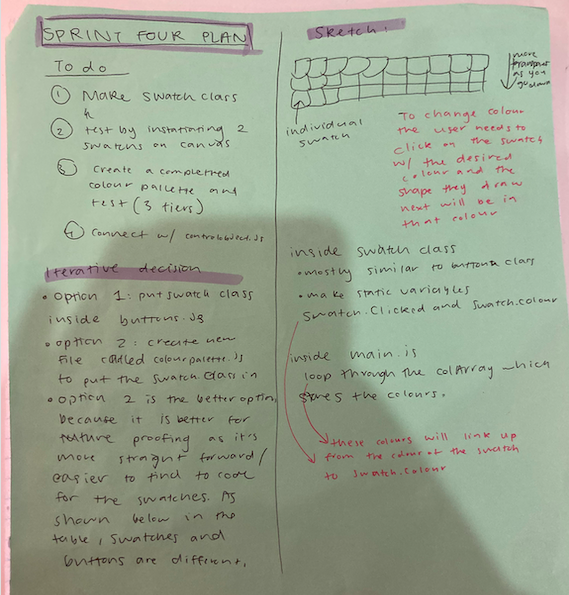 SPRINT FOUR PLAN
To do
① Make swatch class
② test by instantiating 2
swatches on canvas
③ Create a completed
colour pallette and
test (3 tiers)
④ connect w/ controlobject.js
Iterative decision
• Option 1: put swatch class
inside buttons.js
• option 2: create new
file called colourpalette.js
to put the swatch class in
• option 2 is the better option
because it is better for
future proofing as it's
more straight forward/
easier to find to code
for the swatches. As
shown below in the
table, swatches and
buttons are different.
Sketch:
more
transparent
as you
go down
individual
swatch
To change colour
the user needs to
click on the swatch
w/ the desired
colour and the
shape they draw
next will be in
that colour
inside swatch class
• mostly similar to button class
• make static variables
swatch.clicked and swatch.colour
inside main.js
loop through the colArray which
stores the colours.
these colours will link up
from the colour of the swatch
to swatch.colour